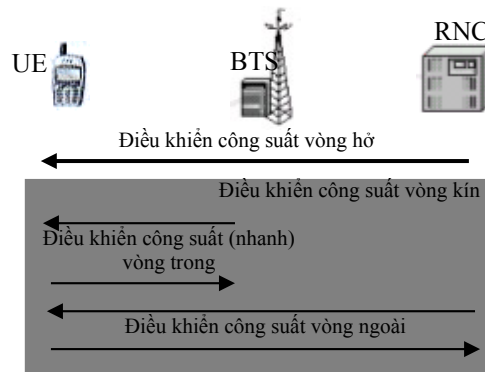 UE
BTS
RNC
Điều khiển công suất vòng hở
Điều khiển công suất vòng kín
Điều khiển công suất (nhanh)
vòng trong
Điều khiển công suất vòng ngoài